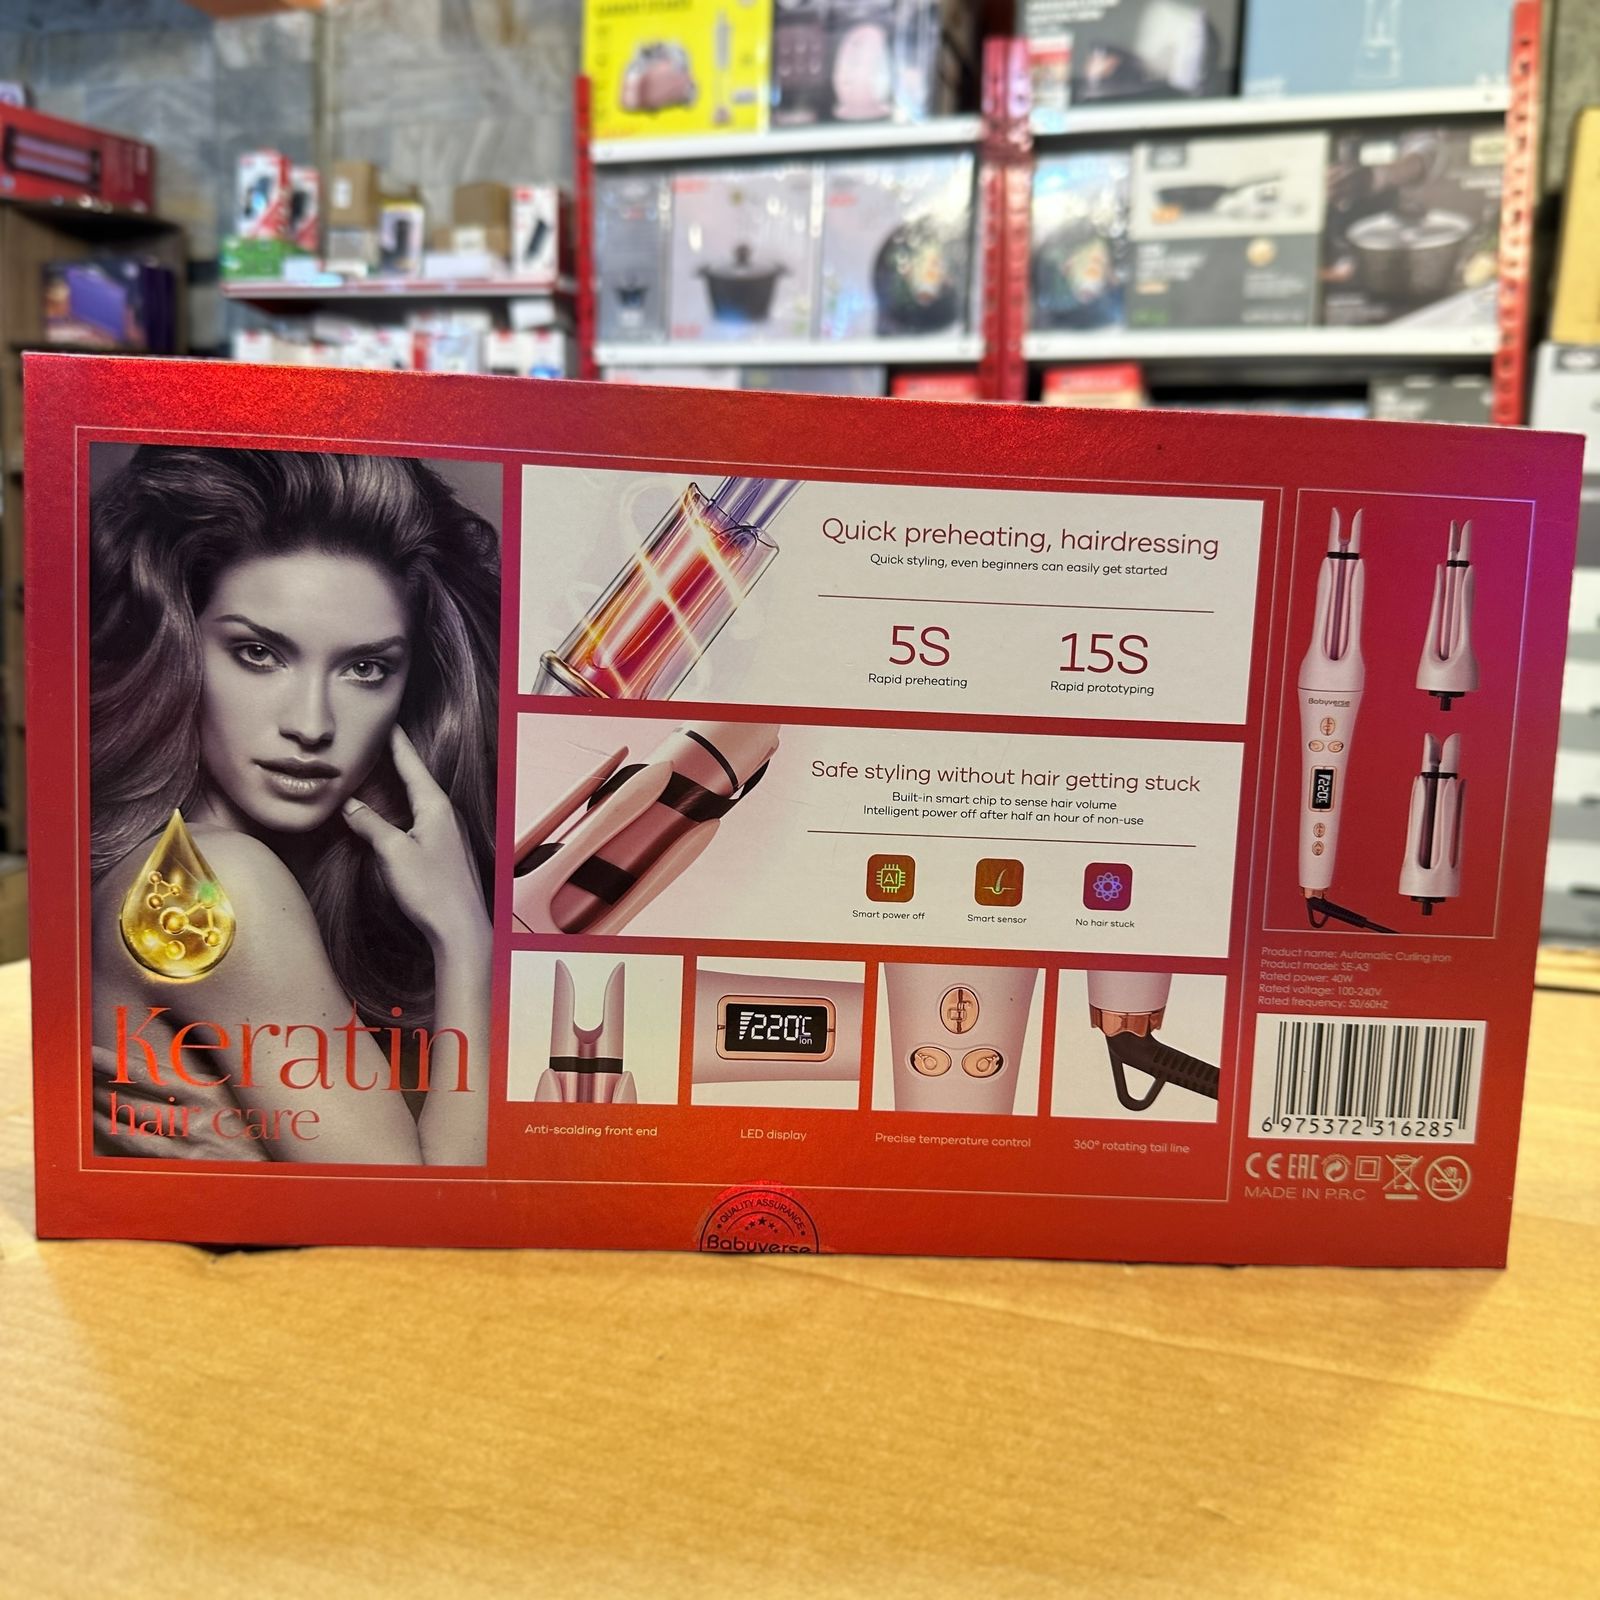 Keratin
hair care
Quick preheating, hairdressing
Quick styling, even beginners can easily get started
5S
Rapid preheating
15S
Rapid prototyping
Safe styling without hair getting stuck
Built-in smart chip to sense hair volume
Intelligent power off after half an hour of non-use
AI
Smart power off
Smart sensor
No hair stuck
220℃
ion
Anti-scalding front end
LED display
Precise temperature control
360° rotating tail line
Babyverse
220℃
Product name: Automatic Curling Iron
Product model: SE-A3
Rated power: 40W
Rated voltage: 100-240V
Rated frequency: 50/60HZ
6 975372 316285
CE EAC
MADE IN P.R.C
QUALITY ASSURANCE
Babyverse